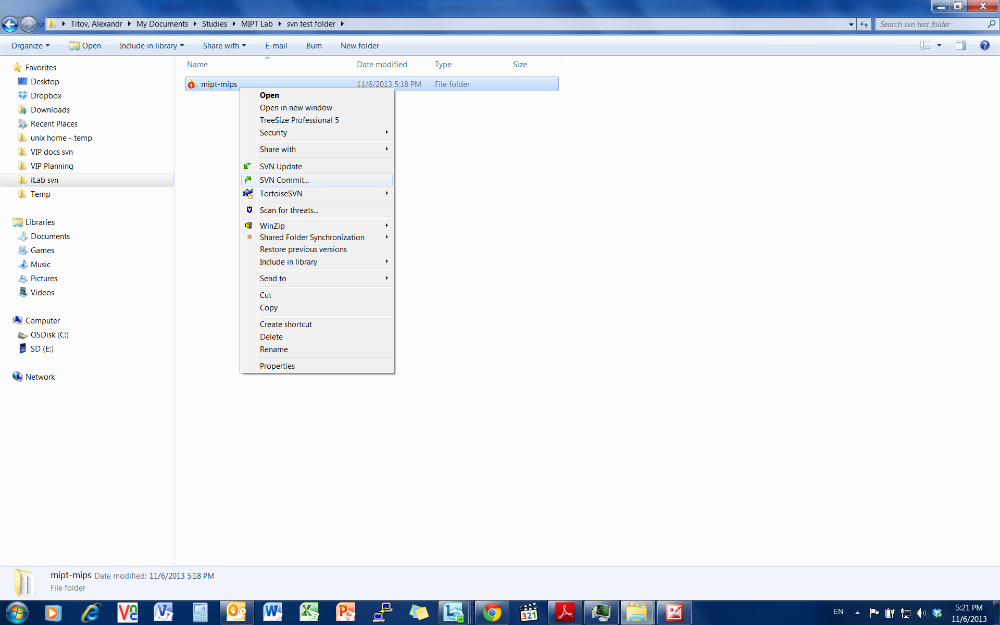 Titov, Alexandr My Documents Studies MIPT Lab svn test folder
Search svn test folder
Organize Open Include in library Share with E-mail Burn New folder
Favorites
Desktop
Dropbox
Downloads
Recent Places
unix home - temp
VIP docs svn
VIP Planning
iLab svn
Temp
Libraries
Documents
Games
Music
Pictures
Videos
Computer
OSDisk (C:)
SD (E:)
Network
Name Date modified Type Size
mipt-mips 11/6/2013 5:18 PM File folder
Open
Open in new window
TreeSize Professional 5
Security
Share with
SVN Update
SVN Commit...
TortoiseSVN
Scan for threats...
WinZip
Shared Folder Synchronization
Restore previous versions
Include in library
Send to
Cut
Copy
Create shortcut
Delete
Rename
Properties
mipt-mips Date modified: 11/6/2013 5:18 PM
File folder
321
EN
5:21 PM
11/6/2013